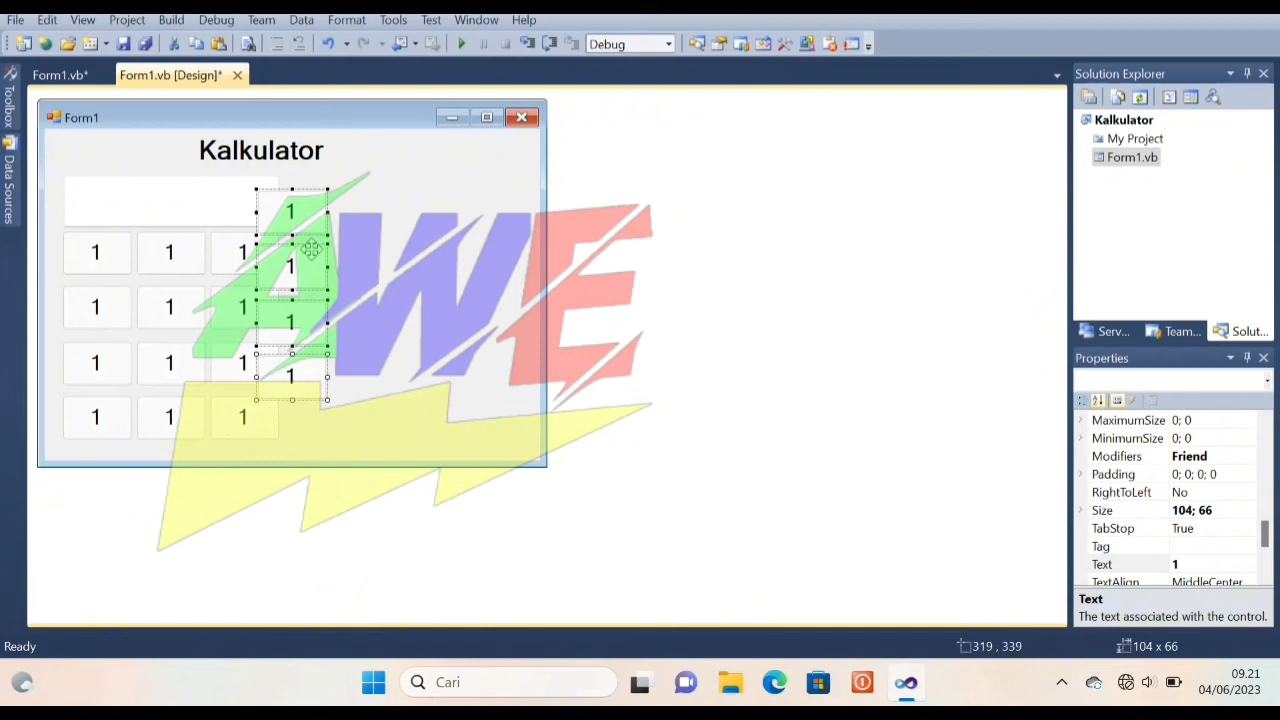 File Edit View Project Build Debug Team Data Format Tools Test Window Help
Debug
Form1.vb* Form1.vb [Design]*
Toolbox
Data Sources
Form1
Kalkulator
1
1 1 1
1
1 1 1
1
1 1 1
1
1 1 1
AWE
Solution Explorer
Kalkulator
My Project
Form1.vb
Serv... Team... Solut...
Properties
MaximumSize 0; 0
MinimumSize 0; 0
Modifiers Friend
Padding 0; 0; 0; 0
RightToLeft No
Size 104; 66
TabStop True
Tag
Text 1
TextAlign MiddleCenter
Text
The text associated with the control.
Ready 319 , 339 104 x 66
Cari
09.21
04/06/2023